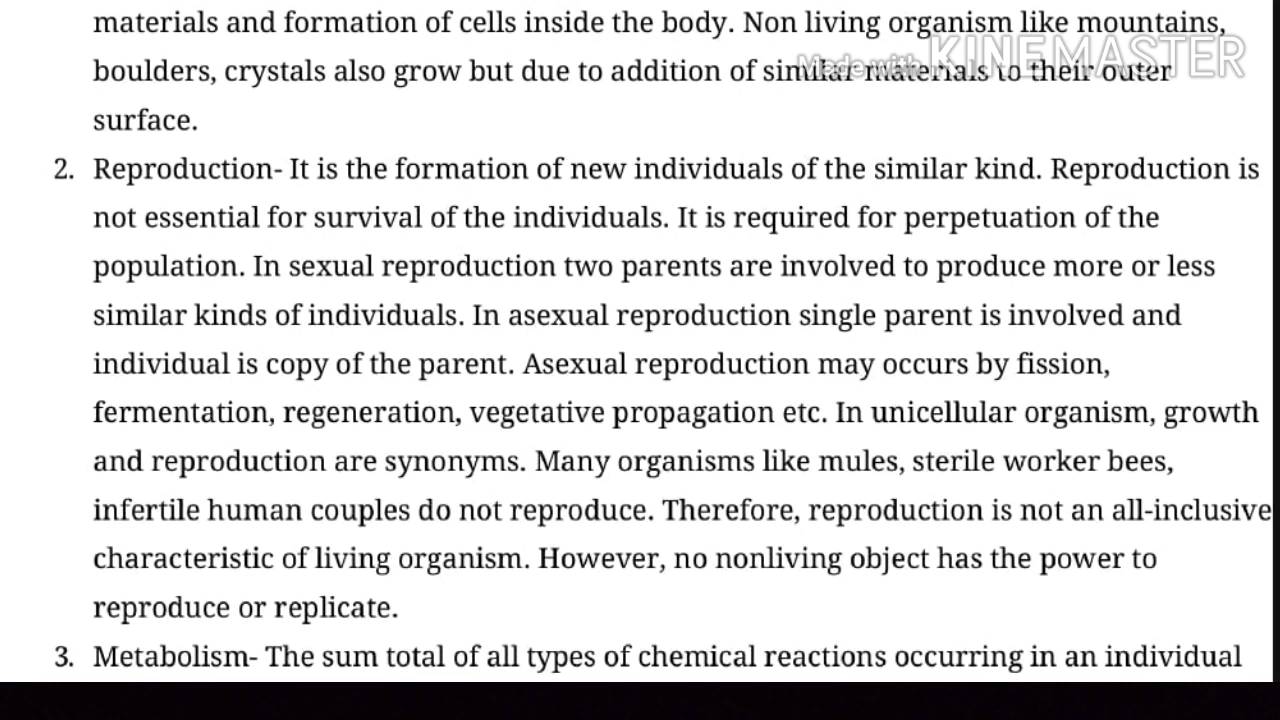 materials and formation of cells inside the body. Non living organism like mountains,
Made with KINEMASTER
boulders, crystals also grow but due to addition of similar materials to their outer
surface.
2. Reproduction- It is the formation of new individuals of the similar kind. Reproduction is
not essential for survival of the individuals. It is required for perpetuation of the
population. In sexual reproduction two parents are involved to produce more or less
similar kinds of individuals. In asexual reproduction single parent is involved and
individual is copy of the parent. Asexual reproduction may occurs by fission,
fermentation, regeneration, vegetative propagation etc. In unicellular organism, growth
and reproduction are synonyms. Many organisms like mules, sterile worker bees,
infertile human couples do not reproduce. Therefore, reproduction is not an all-inclusive
characteristic of living organism. However, no nonliving object has the power to
reproduce or replicate.
3. Metabolism- The sum total of all types of chemical reactions occurring in an individual